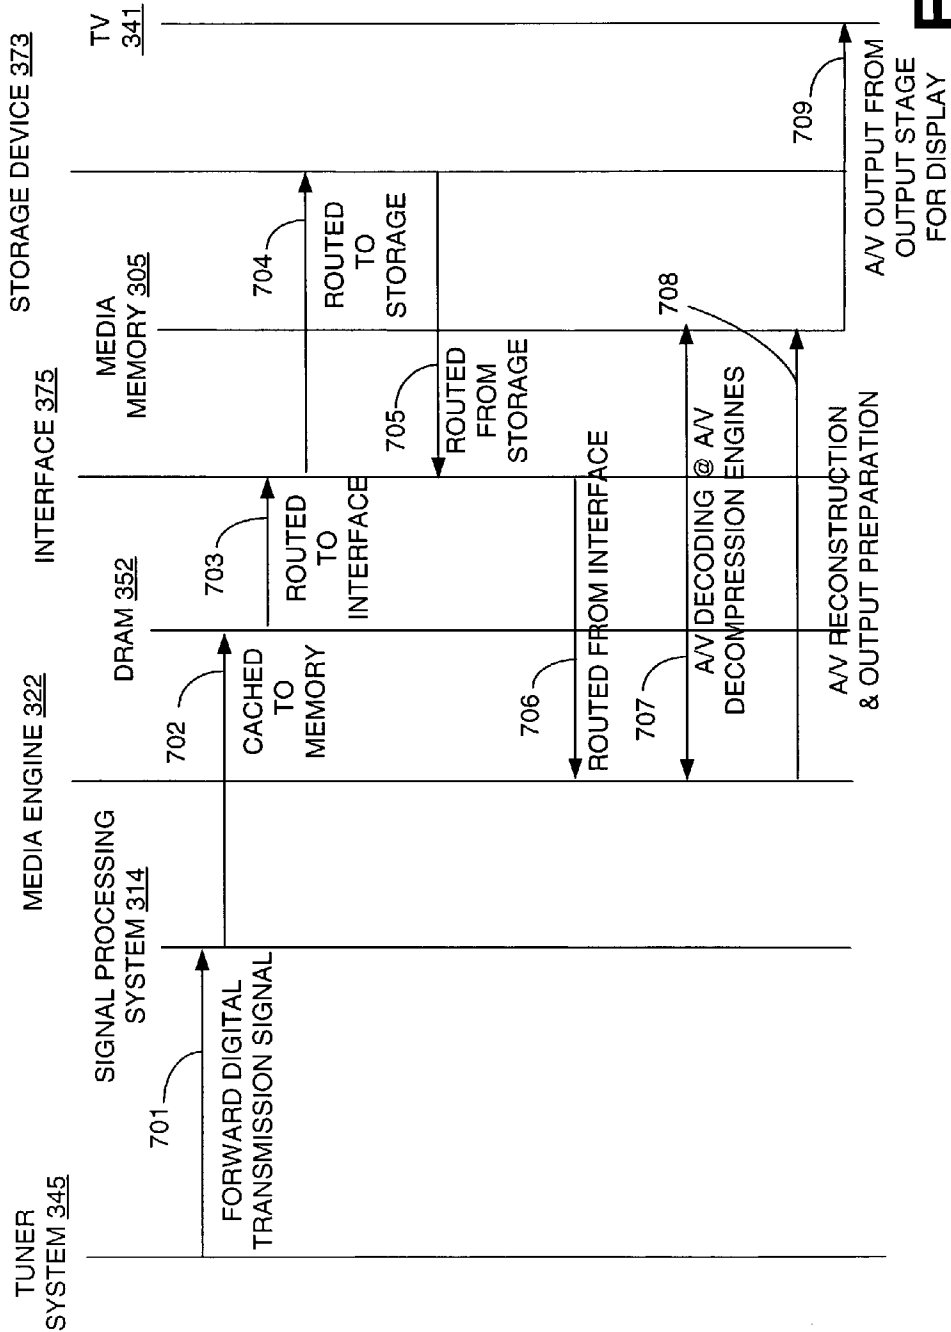 TUNER
SYSTEM 345
SIGNAL PROCESSING
SYSTEM 314
MEDIA ENGINE 322
DRAM 352
INTERFACE 375
MEDIA
MEMORY 305
STORAGE DEVICE 373
TV
341
701
FORWARD DIGITAL
TRANSMISSION SIGNAL
702
CACHED
TO
MEMORY
703
ROUTED
TO
INTERFACE
704
ROUTED
TO
STORAGE
705
ROUTED
FROM
STORAGE
706
ROUTED FROM INTERFACE
707
A/V DECODING @ A/V
DECOMPRESSION ENGINES
708
A/V RECONSTRUCTION
& OUTPUT PREPARATION
709
A/V OUTPUT FROM
OUTPUT STAGE
FOR DISPLAY